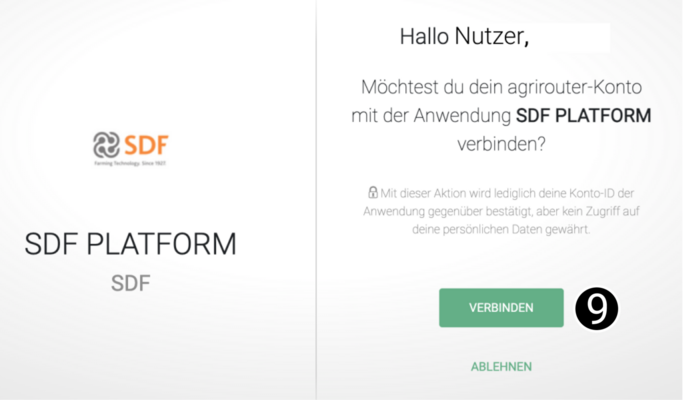 SDF
Farming Technology. Since 1927.
SDF PLATFORM
SDF
Hallo Nutzer,
Möchtest du dein agrirouter-Konto
mit der Anwendung SDF PLATFORM
verbinden?
Mit dieser Aktion wird lediglich deine Konto-ID der
Anwendung gegenüber bestätigt, aber kein Zugriff auf
deine persönlichen Daten gewährt.
VERBINDEN
9
ABLEHNEN